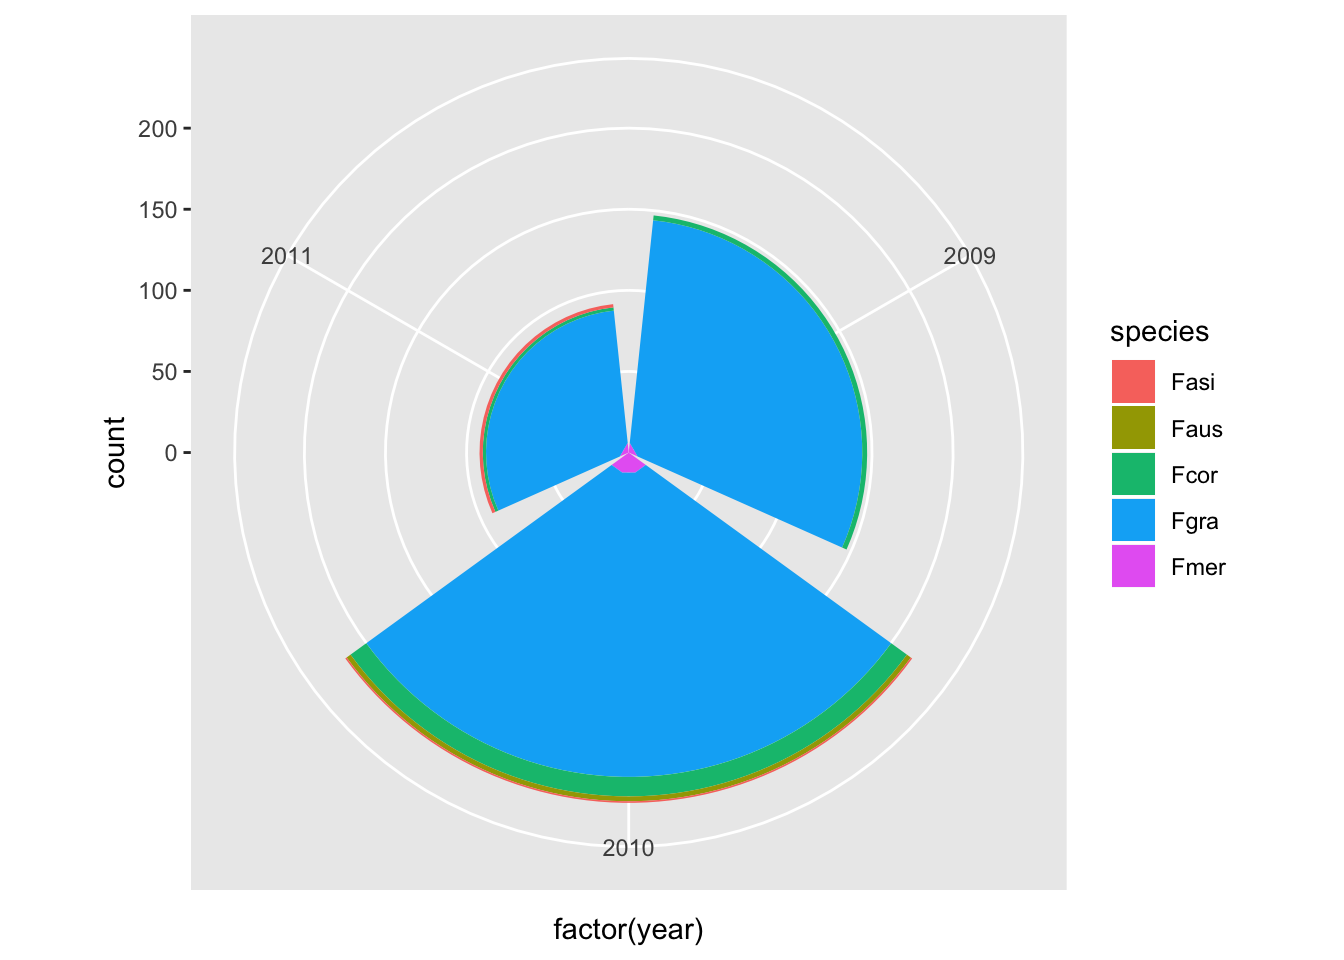 200
150
100
50
0
count
2011
2009
2010
factor(year)
species
Fasi
Faus
Fcor
Fgra
Fmer